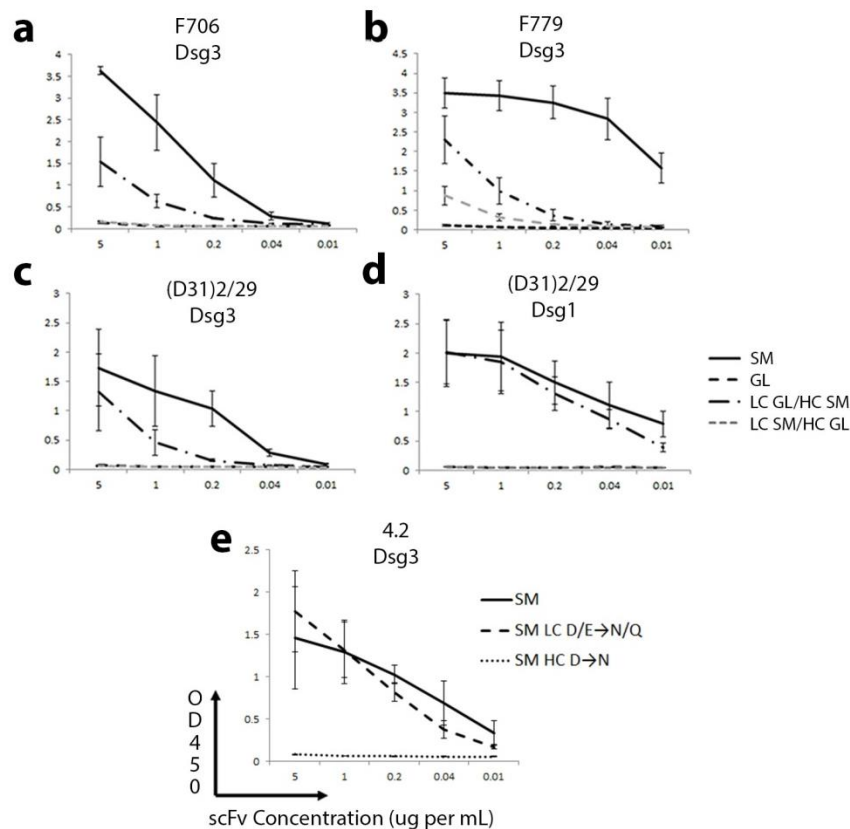 a
F706
Dsg3
4
3.5
3
2.5
2
1.5
1
0.5
0
5 1 0.2 0.04 0.01
b
F779
Dsg3
4.5
4
3.5
3
2.5
2
1.5
1
0.5
0
5 1 0.2 0.04 0.01
c
(D31)2/29
Dsg3
3
2.5
2
1.5
1
0.5
0
5 1 0.2 0.04 0.01
d
(D31)2/29
Dsg1
3
2.5
2
1.5
1
0.5
0
5 1 0.2 0.04 0.01
SM
GL
LC GL/HC SM
LC SM/HC GL
e
4.2
Dsg3
2.5
2
1.5
1
0.5
0
5 1 0.2 0.04 0.01
SM
SM LC D/E→N/Q
SM HC D→N
O
D
4
5
0
scFv Concentration (ug per mL)